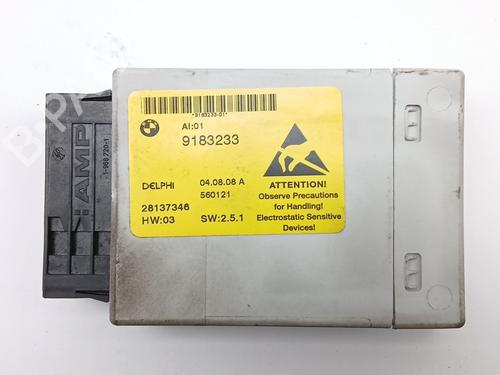 *9183233-01*
AI:01
9183233
DELPHI
04.08.08 A
560121
28137346
HW:03
SW:2.5.1
ATTENTION!
Observe Precautions
for Handling!
Electrostatic Sensitive
Devices!
AMP
1-968 720-1